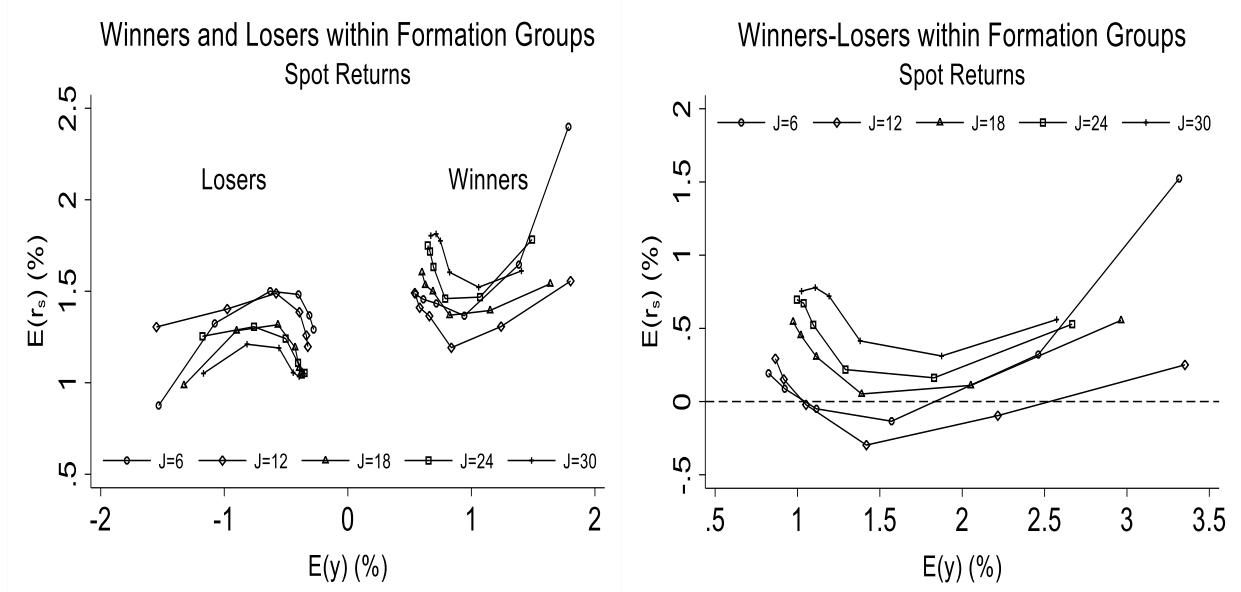 Winners and Losers within Formation Groups
Spot Returns
E(rₛ) (%)
2.5
2
1.5
1
.5
Losers
Winners
J=6 J=12 J=18 J=24 J=30
-2 -1 0 1 2
E(y) (%)
Winners-Losers within Formation Groups
Spot Returns
E(rₛ) (%)
2
1.5
1
.5
0
-.5
J=6 J=12 J=18 J=24 J=30
.5 1 1.5 2 2.5 3 3.5
E(y) (%)